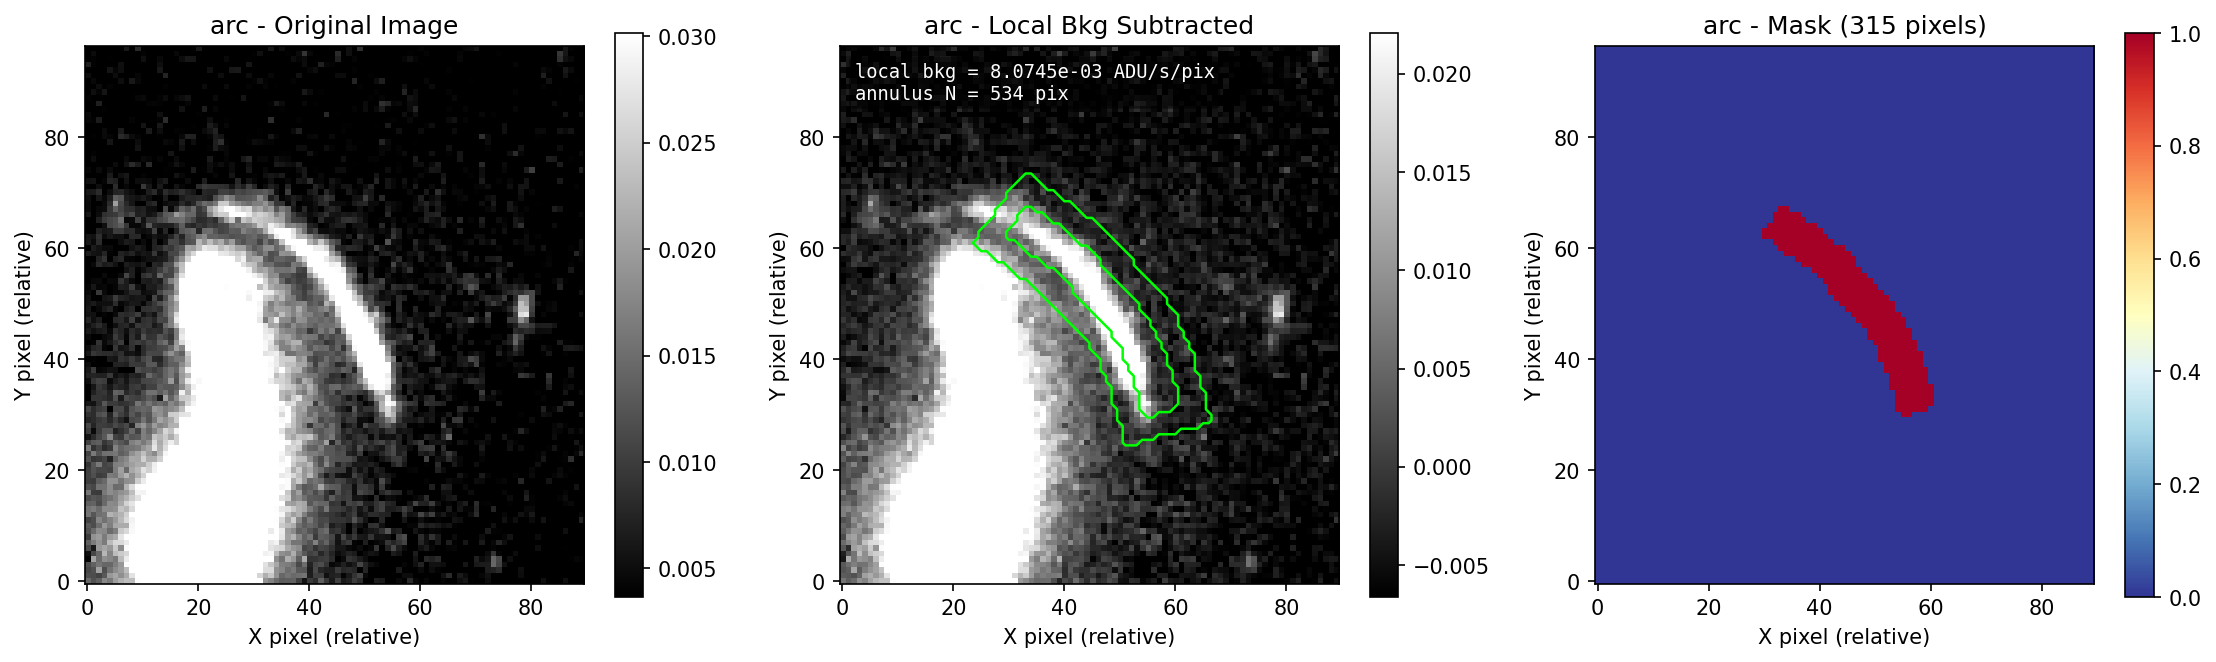 arc - Original Image
80
60
40
20
0
0 20 40 60 80
Y pixel (relative)
X pixel (relative)
0.030
0.025
0.020
0.015
0.010
0.005
arc - Local Bkg Subtracted
local bkg = 8.0745e-03 ADU/s/pix
annulus N = 534 pix
80
60
40
20
0
0 20 40 60 80
Y pixel (relative)
X pixel (relative)
0.020
0.015
0.010
0.005
0.000
−0.005
arc - Mask (315 pixels)
80
60
40
20
0
0 20 40 60 80
Y pixel (relative)
X pixel (relative)
1.0
0.8
0.6
0.4
0.2
0.0